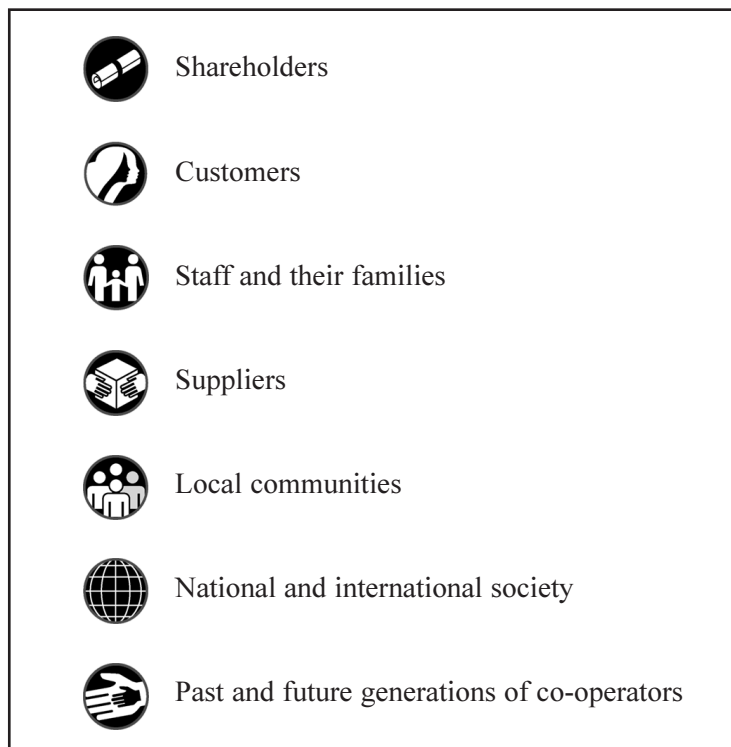 Shareholders
Customers
Staff and their families
Suppliers
Local communities
National and international society
Past and future generations of co-operators